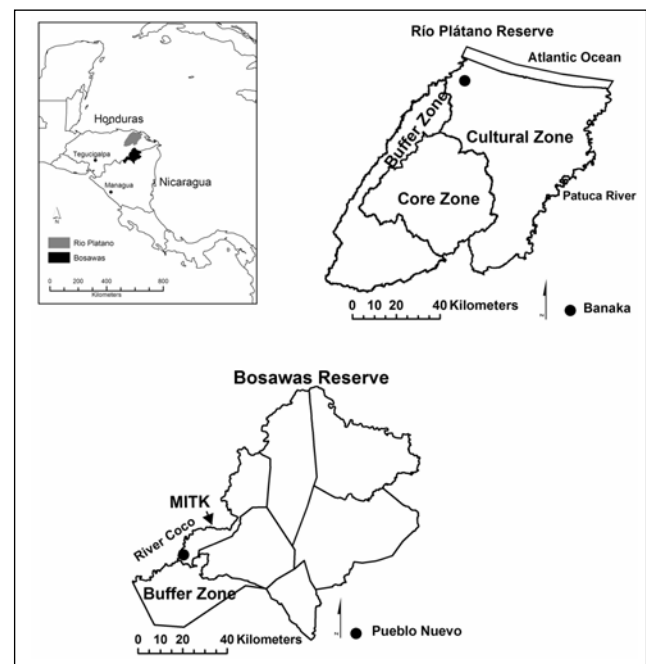 Honduras
Tegucigalpa
Nicaragua
Managua
Rio Platano
Bosawas
0 200 400 600 800
Kilometers
Río Plátano Reserve
Atlantic Ocean
Buffer Zone
Cultural Zone
Core Zone
Patuca River
0 10 20 40 Kilometers
Banaka
Bosawas Reserve
MITK
River Coco
Buffer Zone
0 10 20 40 Kilometers
Pueblo Nuevo